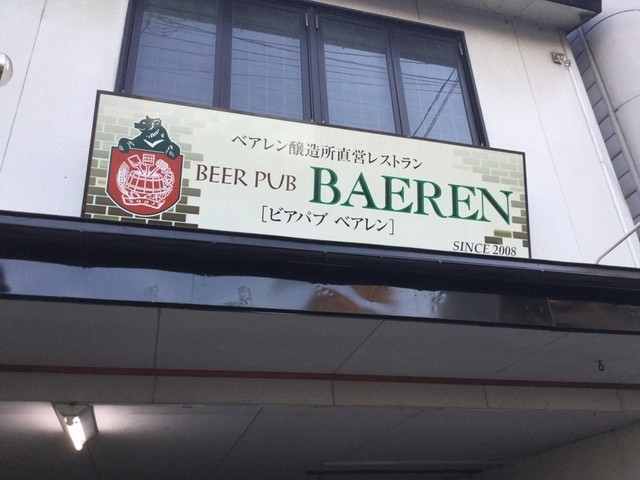 ベアレン醸造所直営レストラン
BEER PUB BAEREN
[ビアパブ ベアレン]
SINCE 2008